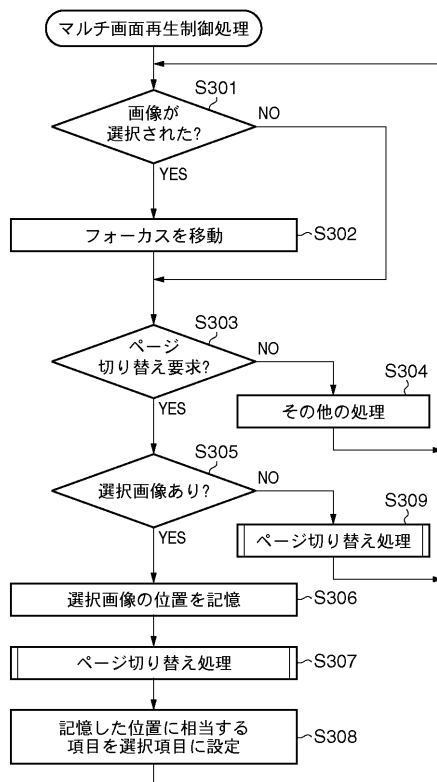 マルチ画面再生制御処理
S301
画像が
選択された?
NO
YES
フォーカスを移動
S302
S303
ページ
切り替え要求?
NO
YES
S304
その他の処理
S305
選択画像あり?
NO
YES
S309
ページ切り替え処理
選択画像の位置を記憶
S306
ページ切り替え処理
S307
記憶した位置に相当する
項目を選択項目に設定
S308